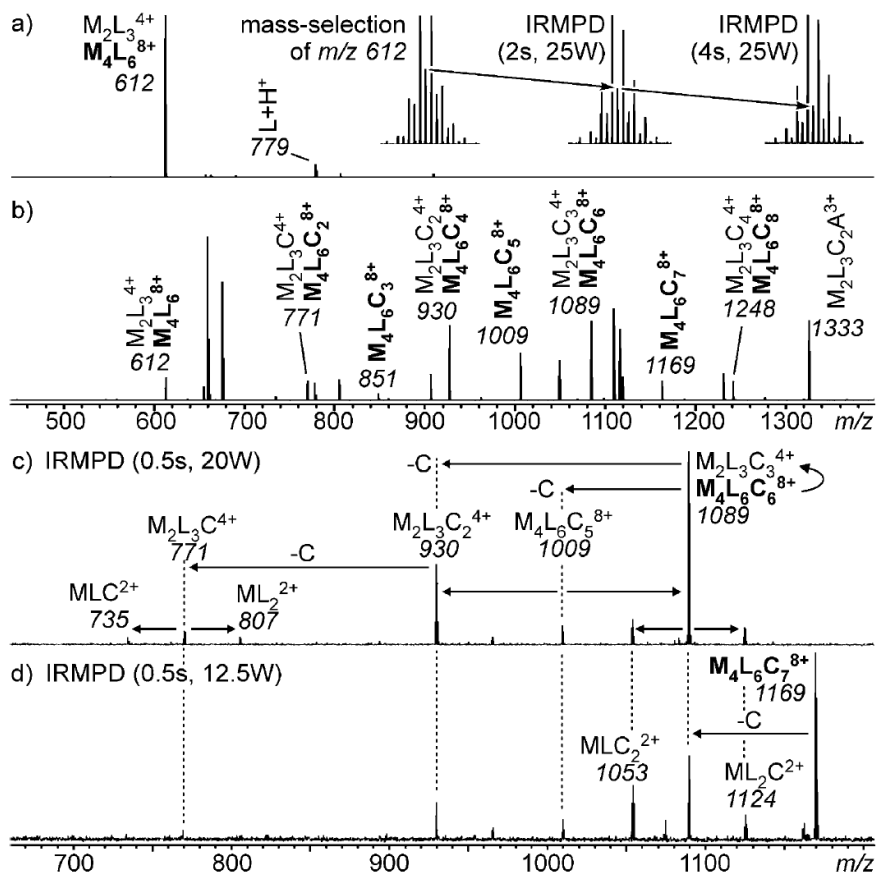 a)
M₂L₃⁴⁺
M₄L₆⁸⁺
612
L+H⁺
779
mass-selection
of m/z 612
IRMPD
(2s, 25W)
IRMPD
(4s, 25W)
b)
M₂L₃⁴⁺
M₄L₆⁸⁺
612
M₂L₃C⁴⁺
M₄L₆C₂⁸⁺
771
M₄L₆C₃⁸⁺
851
M₂L₃C₂⁴⁺
M₄L₆C₄⁸⁺
930
M₄L₆C₅⁸⁺
1009
M₂L₃C₃⁴⁺
M₄L₆C₆⁸⁺
1089
M₄L₆C₇⁸⁺
1169
M₂L₃C₄⁴⁺
M₄L₆C₈⁸⁺
1248
M₂L₃C₂A³⁺
1333
500 600 700 800 900 1000 1100 1200 1300 m/z
c) IRMPD (0.5s, 20W)
-C
M₂L₃C₃⁴⁺
-C
M₄L₆C₆⁸⁺
1089
M₂L₃C⁴⁺
771
-C
M₂L₃C₂⁴⁺
930
M₄L₆C₅⁸⁺
1009
MLC²⁺
735
ML₂²⁺
807
d) IRMPD (0.5s, 12.5W)
M₄L₆C₇⁸⁺
1169
-C
MLC₂²⁺
1053
ML₂C²⁺
1124
700 800 900 1000 1100 m/z